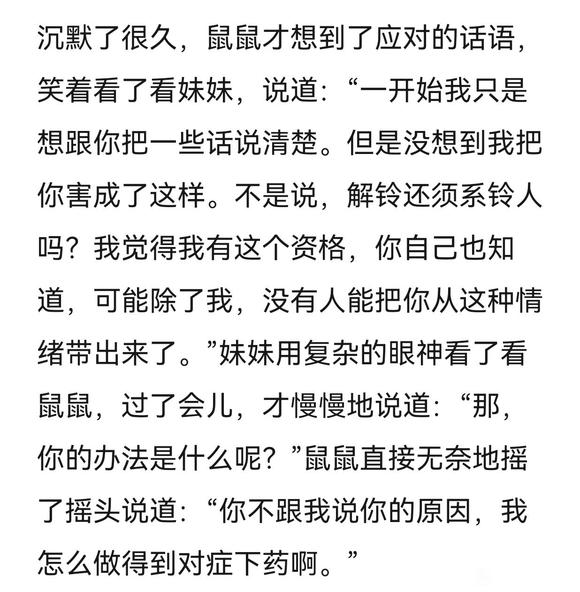 沉默了很久，鼠鼠才想到了应对的话语，
笑着看了看妹妹，说道：“一开始我只是
想跟你把一些话说清楚。但是没想到我把
你害成了这样。不是说，解铃还须系铃人
吗？我觉得我有这个资格，你自己也知
道，可能除了我，没有人能把你从这种情
绪带出来了。”妹妹用复杂的眼神看了看
鼠鼠，过了会儿，才慢慢地说道：“那，
你的办法是什么呢？”鼠鼠直接无奈地摇
了摇头说道：“你不跟我说你的原因，我
怎么做得到对症下药啊。”